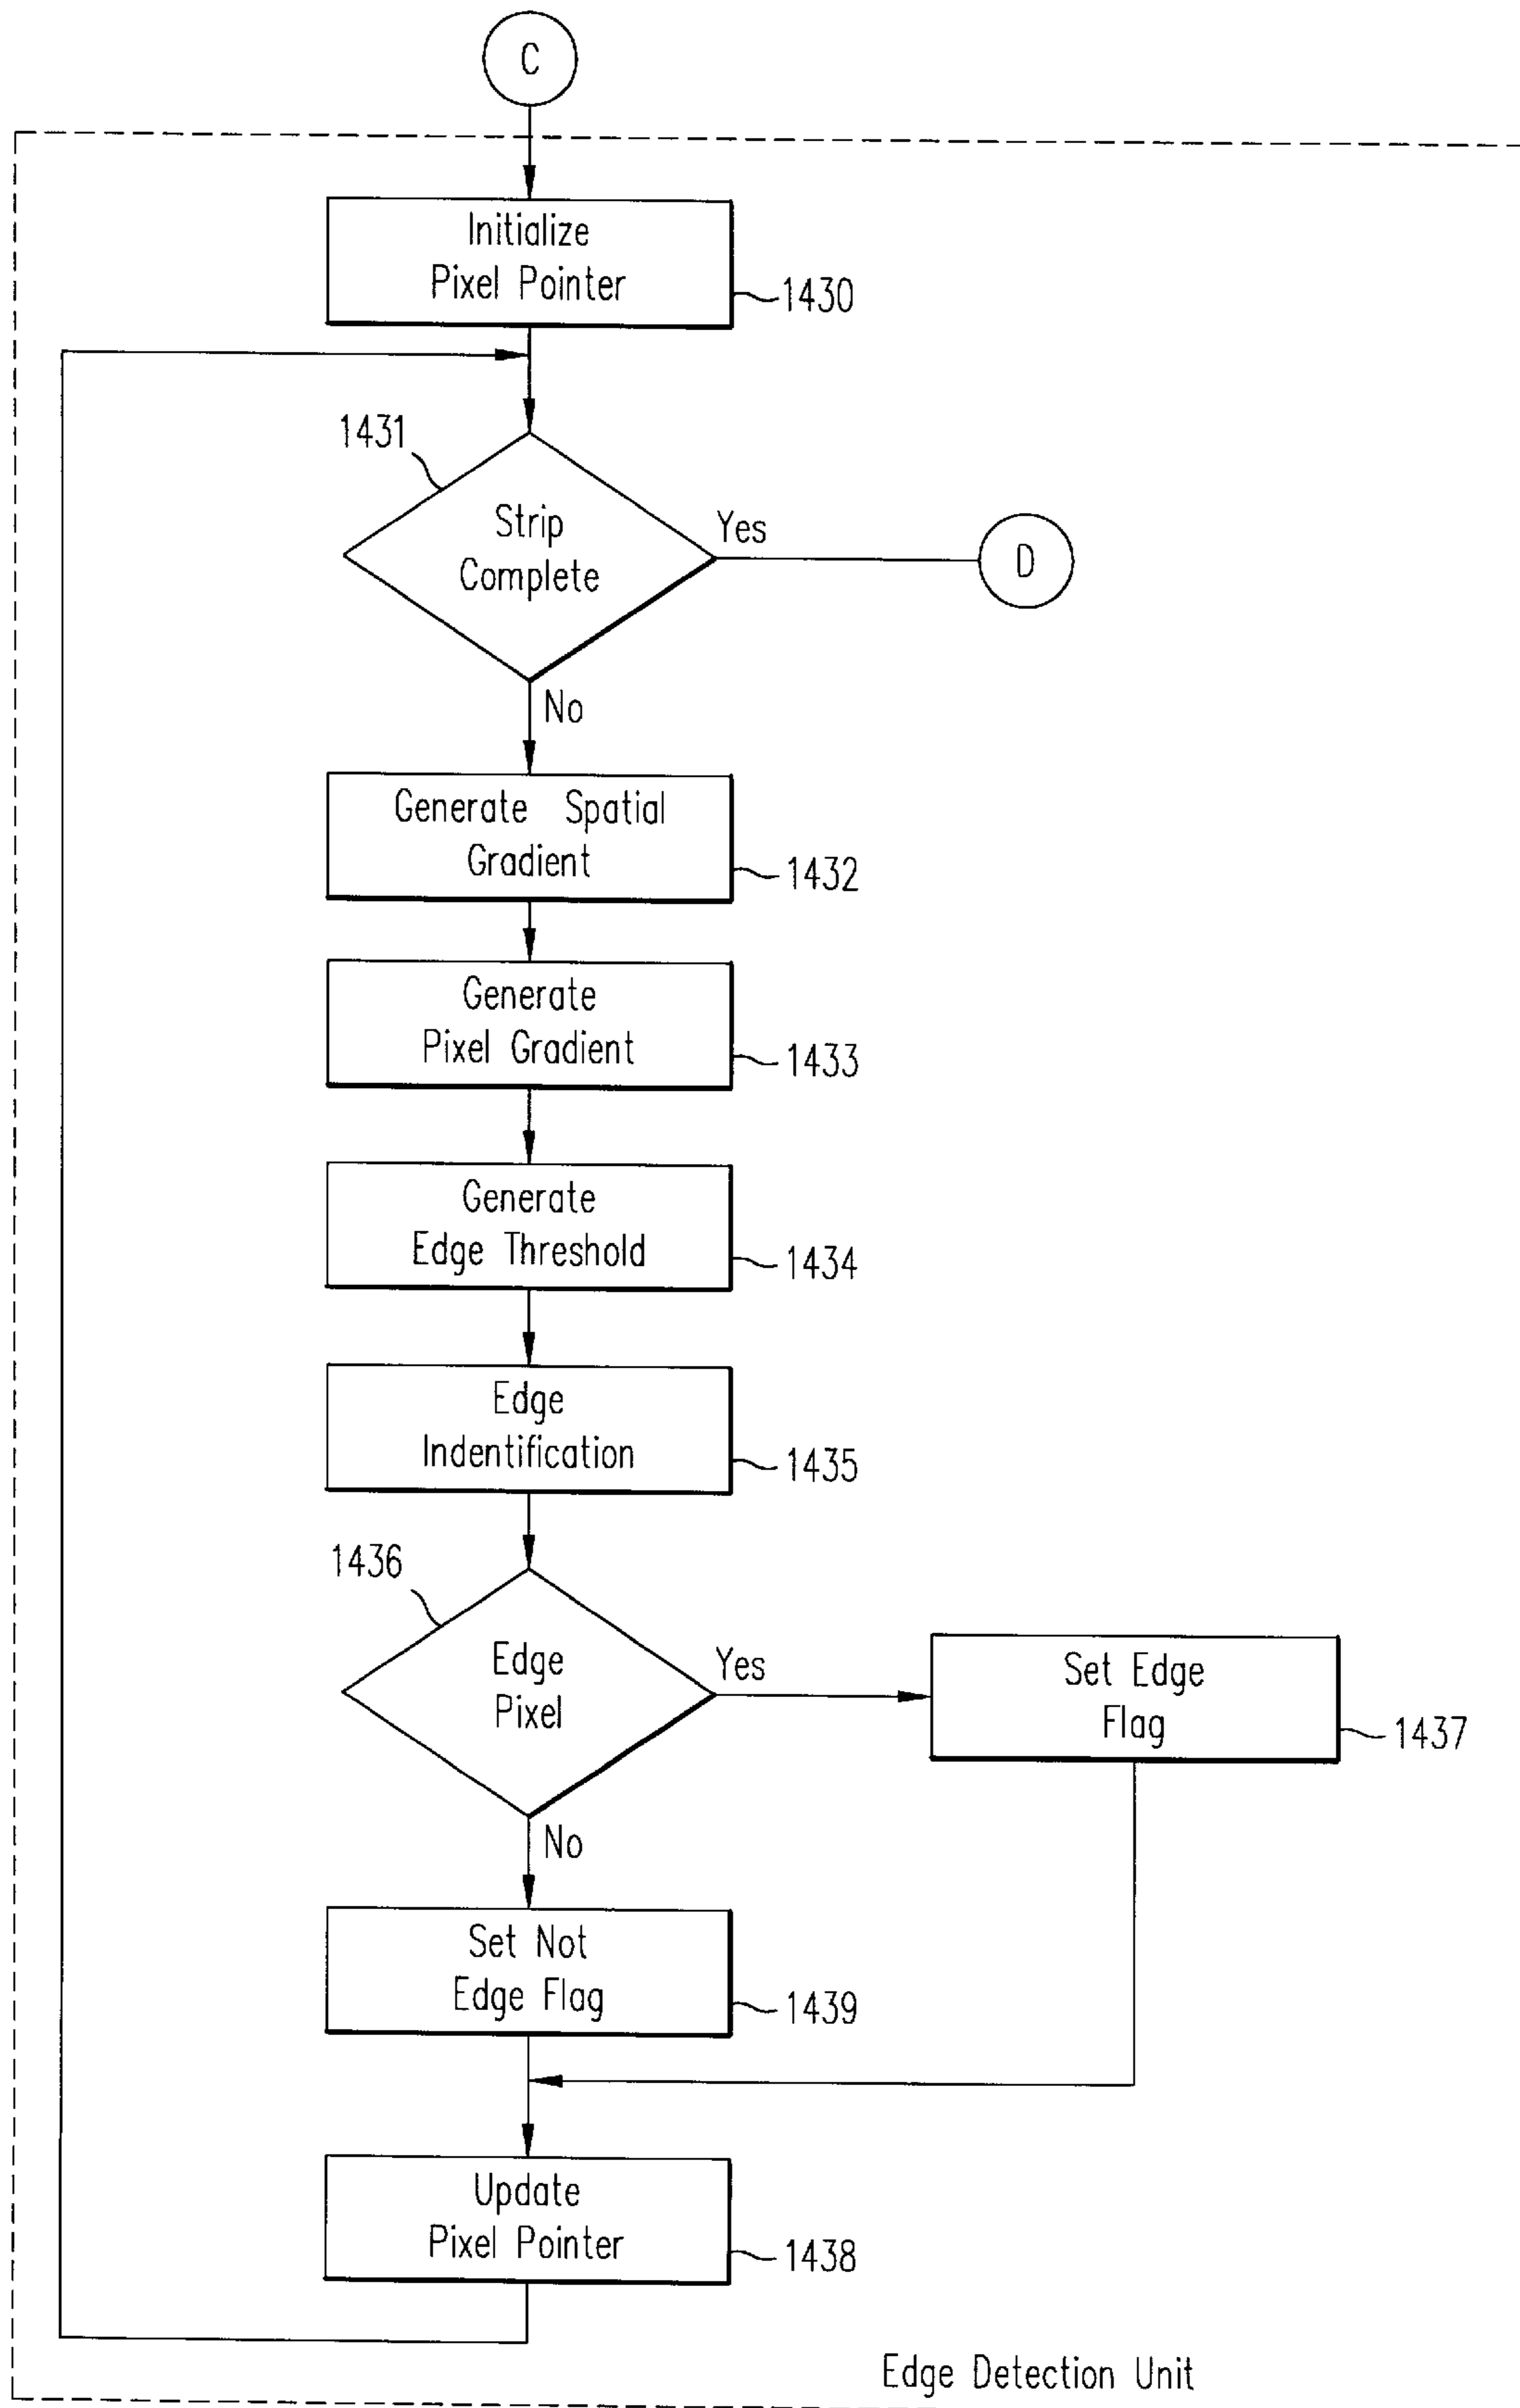 C
Initialize
Pixel Pointer
1430
1431
Strip
Complete
Yes
D
No
Generate Spatial
Gradient
1432
Generate
Pixel Gradient
1433
Generate
Edge Threshold
1434
Edge
Indentification
1435
1436
Edge
Pixel
Yes
Set Edge
Flag
1437
No
Set Not
Edge Flag
1439
Update
Pixel Pointer
1438
Edge Detection Unit